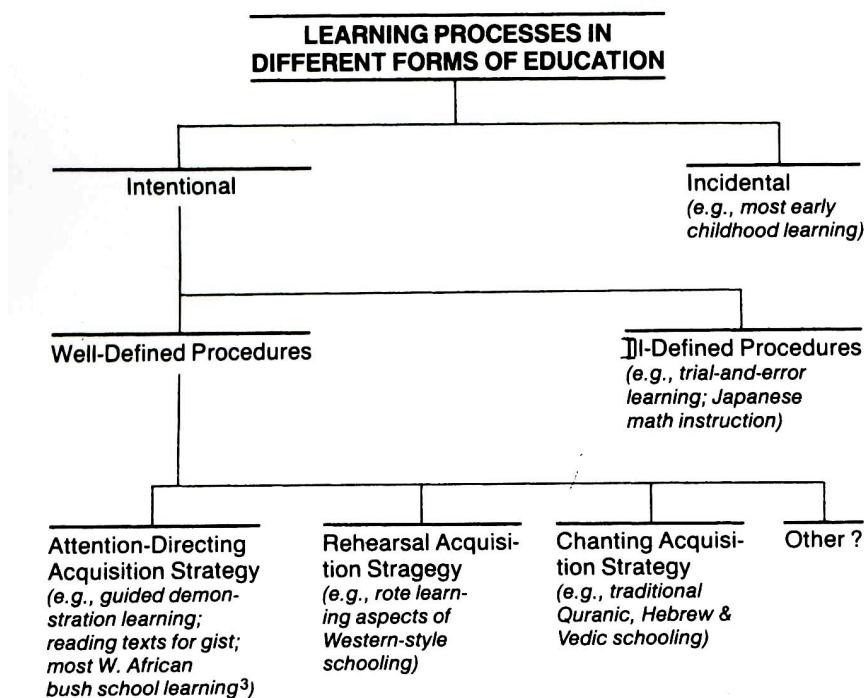 LEARNING PROCESSES IN
DIFFERENT FORMS OF EDUCATION
Intentional
Incidental
(e.g., most early
childhood learning)
Well-Defined Procedures
Ill-Defined Procedures
(e.g., trial-and-error
learning; Japanese
math instruction)
Attention-Directing
Acquisition Strategy
(e.g., guided demon-
stration learning;
reading texts for gist;
most W. African
bush school learning³)
Rehearsal Acquisi-
tion Stragegy
(e.g., rote learn-
ing aspects of
Western-style
schooling)
Chanting Acquisi-
tion Strategy
(e.g., traditional
Quranic, Hebrew &
Vedic schooling)
Other ?